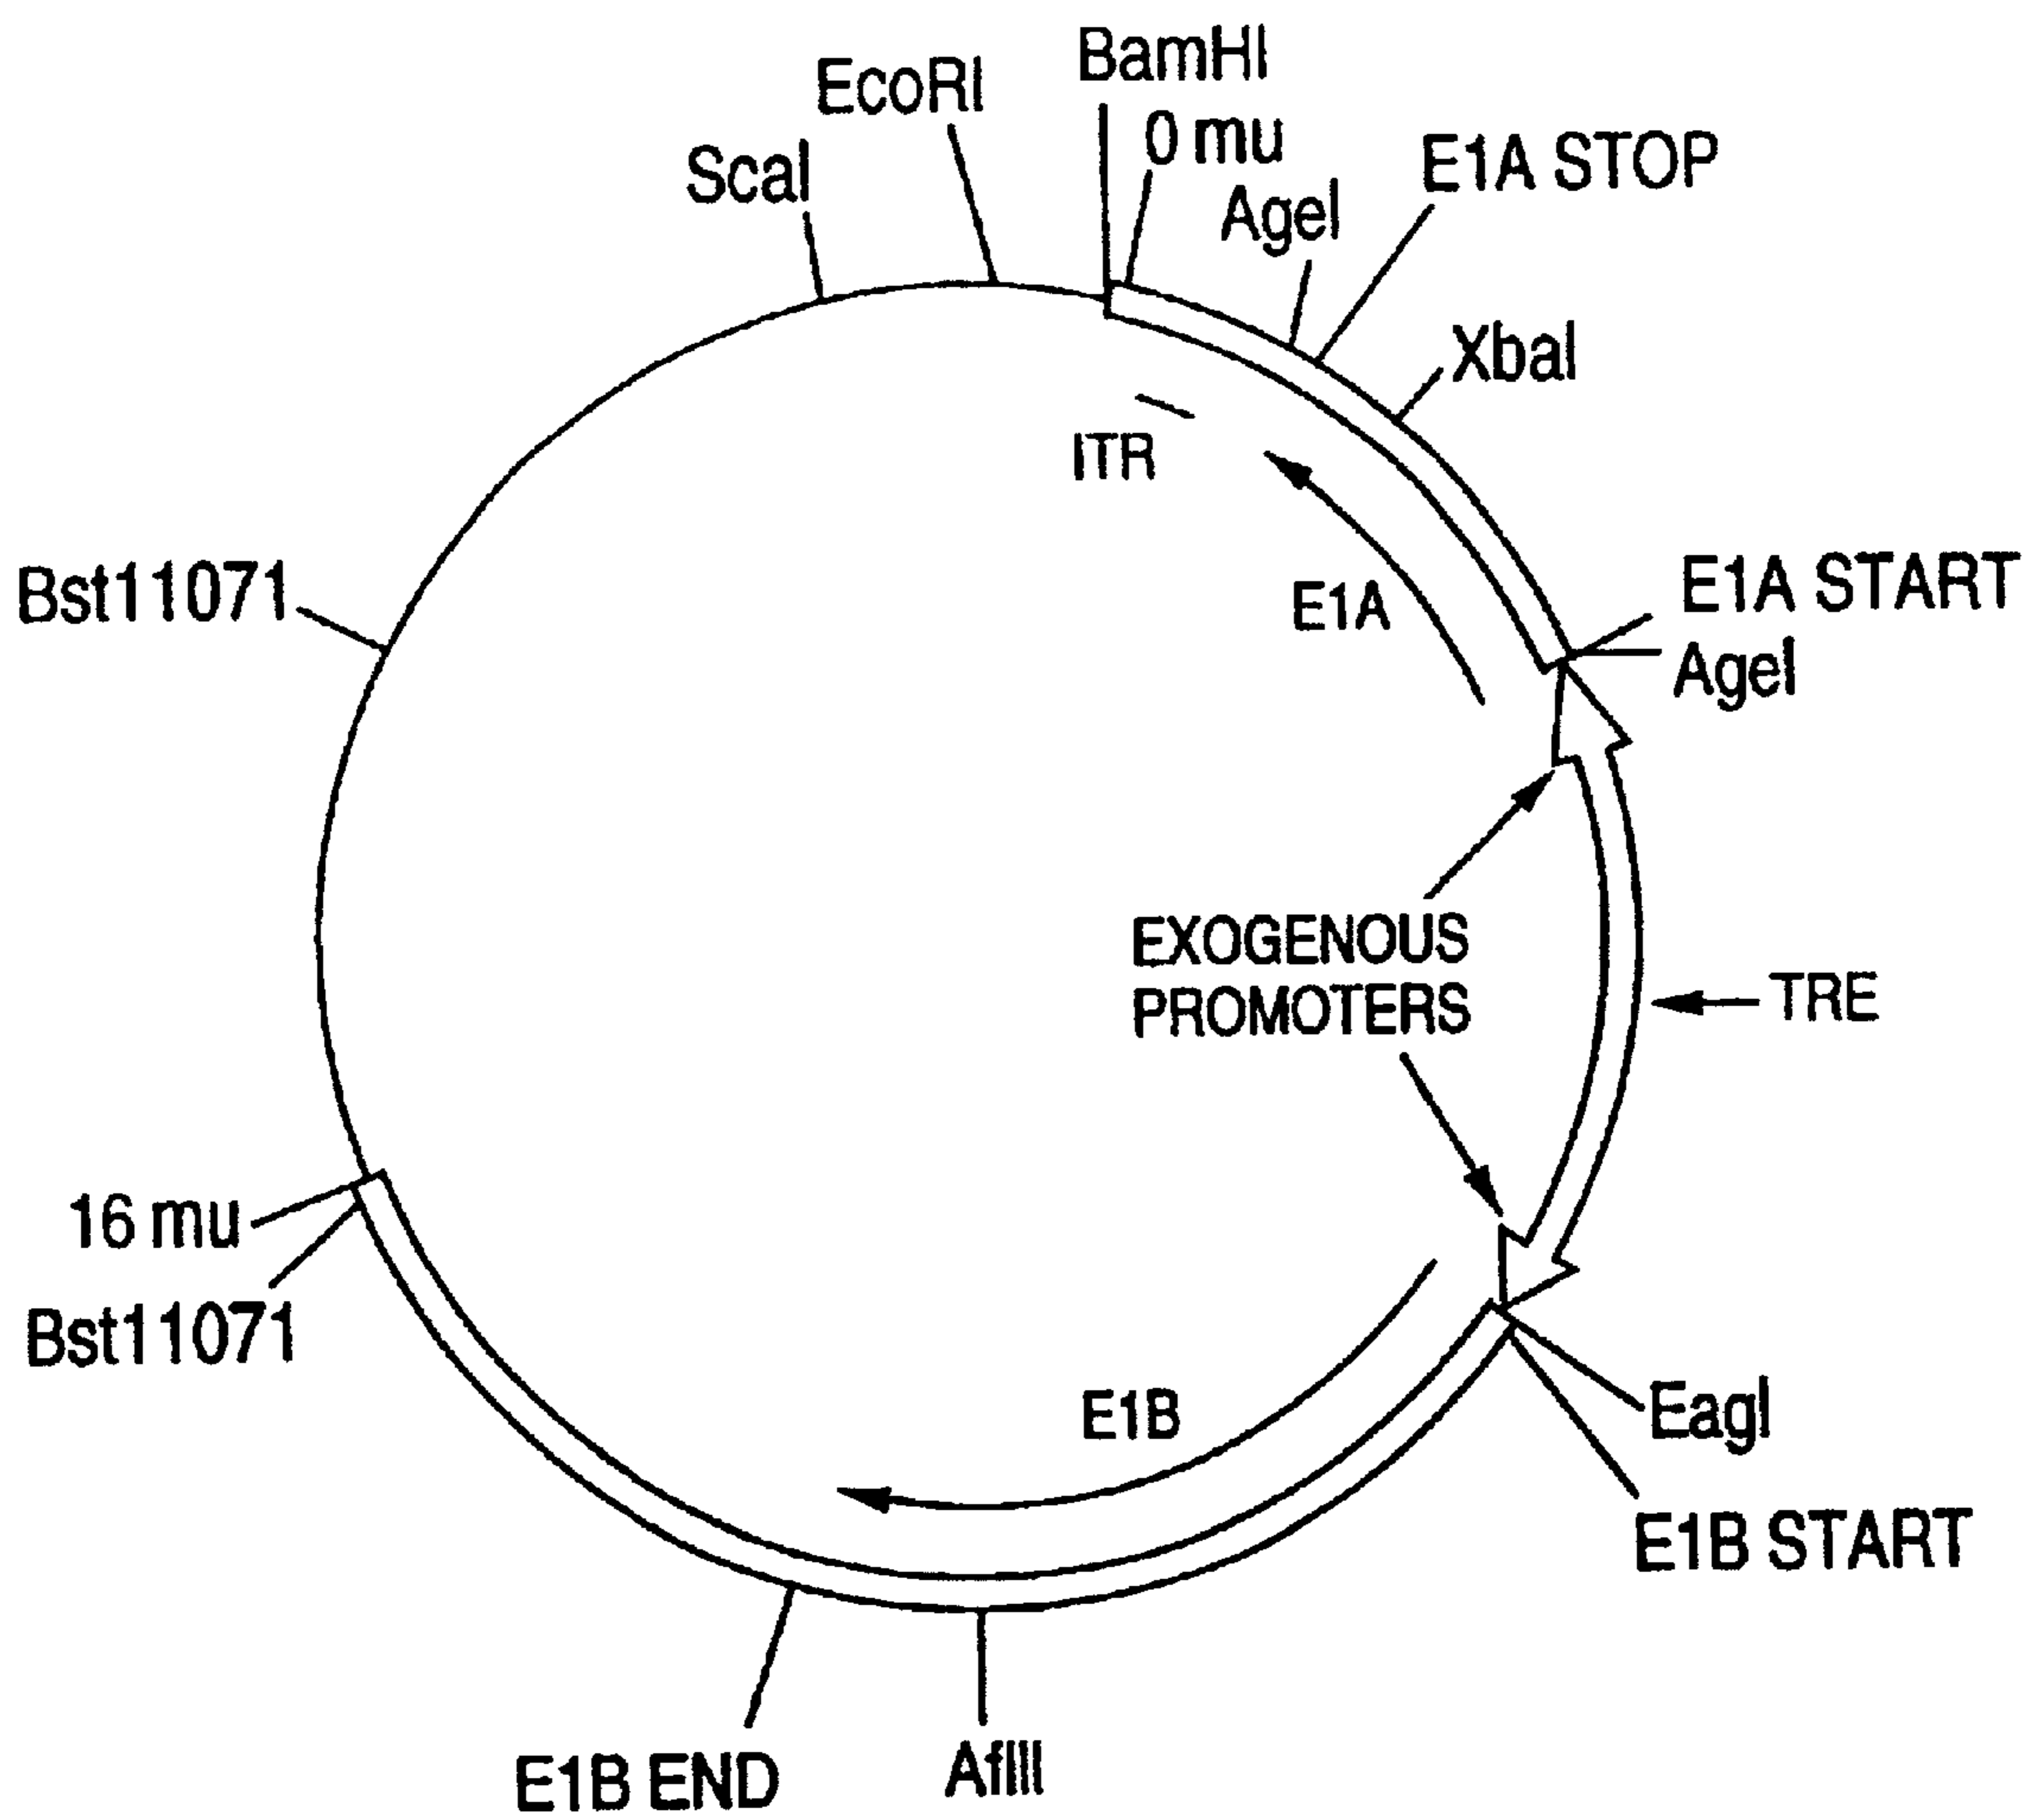 BamHI
EcoRI
0 mu
E1A STOP
ScaI
AgeI
XbaI
ITR
Bst11071
E1A
E1A START
AgeI
EXOGENOUS
PROMOTERS
TRE
16 mu
Bst11071
E1B
EagI
E1B START
E1B END
AflII